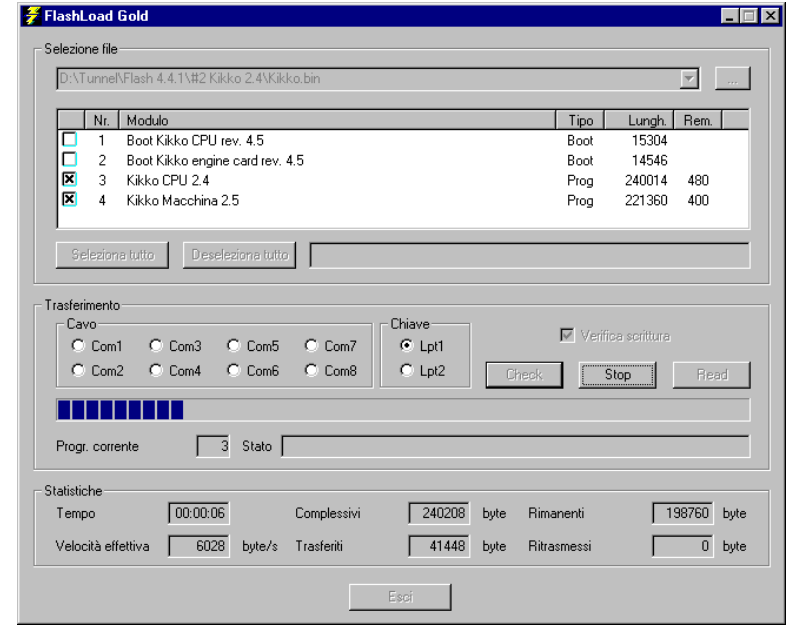 FlashLoad Gold
Selezione file
D:\Tunnel\Flash 4.4.1\#2 Kikko 2.4\Kikko.bin
...
Nr. Modulo Tipo Lungh. Rem.
1 Boot Kikko CPU rev. 4.5 Boot 15304
2 Boot Kikko engine card rev. 4.5 Boot 14546
3 Kikko CPU 2.4 Prog 240014 480
4 Kikko Macchina 2.5 Prog 221360 400
Seleziona tutto Deseleziona tutto
Trasferimento
Cavo Chiave
Com1 Com3 Com5 Com7 Lpt1 Verifica scrittura
Com2 Com4 Com6 Com8 Lpt2 Check Stop Read
Progr. corrente 3 Stato
Statistiche
Tempo 00:00:06 Complessivi 240208 byte Rimanenti 198760 byte
Velocità effettiva 6028 byte/s Trasferiti 41448 byte Ritrasmessi 0 byte
Esci